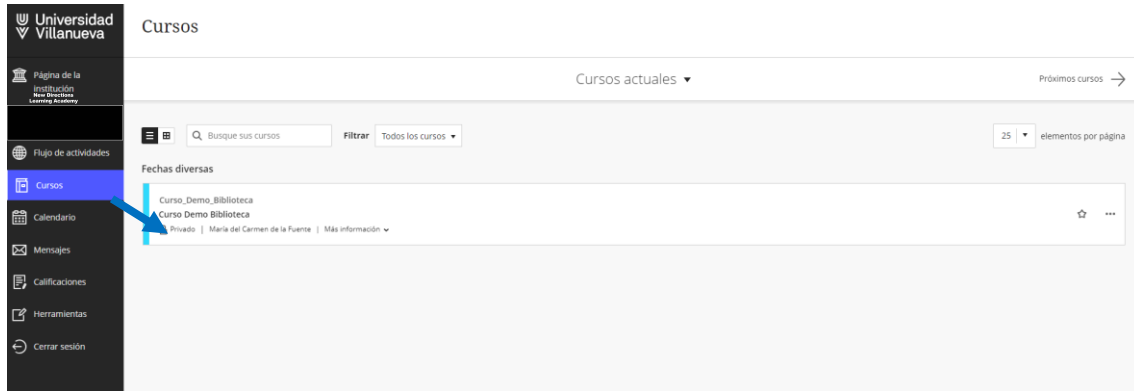 Universidad
Villanueva
Página de la
institución
New Directions
Learning Academy
Flujo de actividades
Cursos
Calendario
Mensajes
Calificaciones
Herramientas
Cerrar sesión
Cursos
Cursos actuales
Próximos cursos
Busque sus cursos
Filtrar Todos los cursos
25 elementos por página
Fechas diversas
Curso_Demo_Biblioteca
Curso Demo Biblioteca
Privado | María del Carmen de la Fuente | Más información